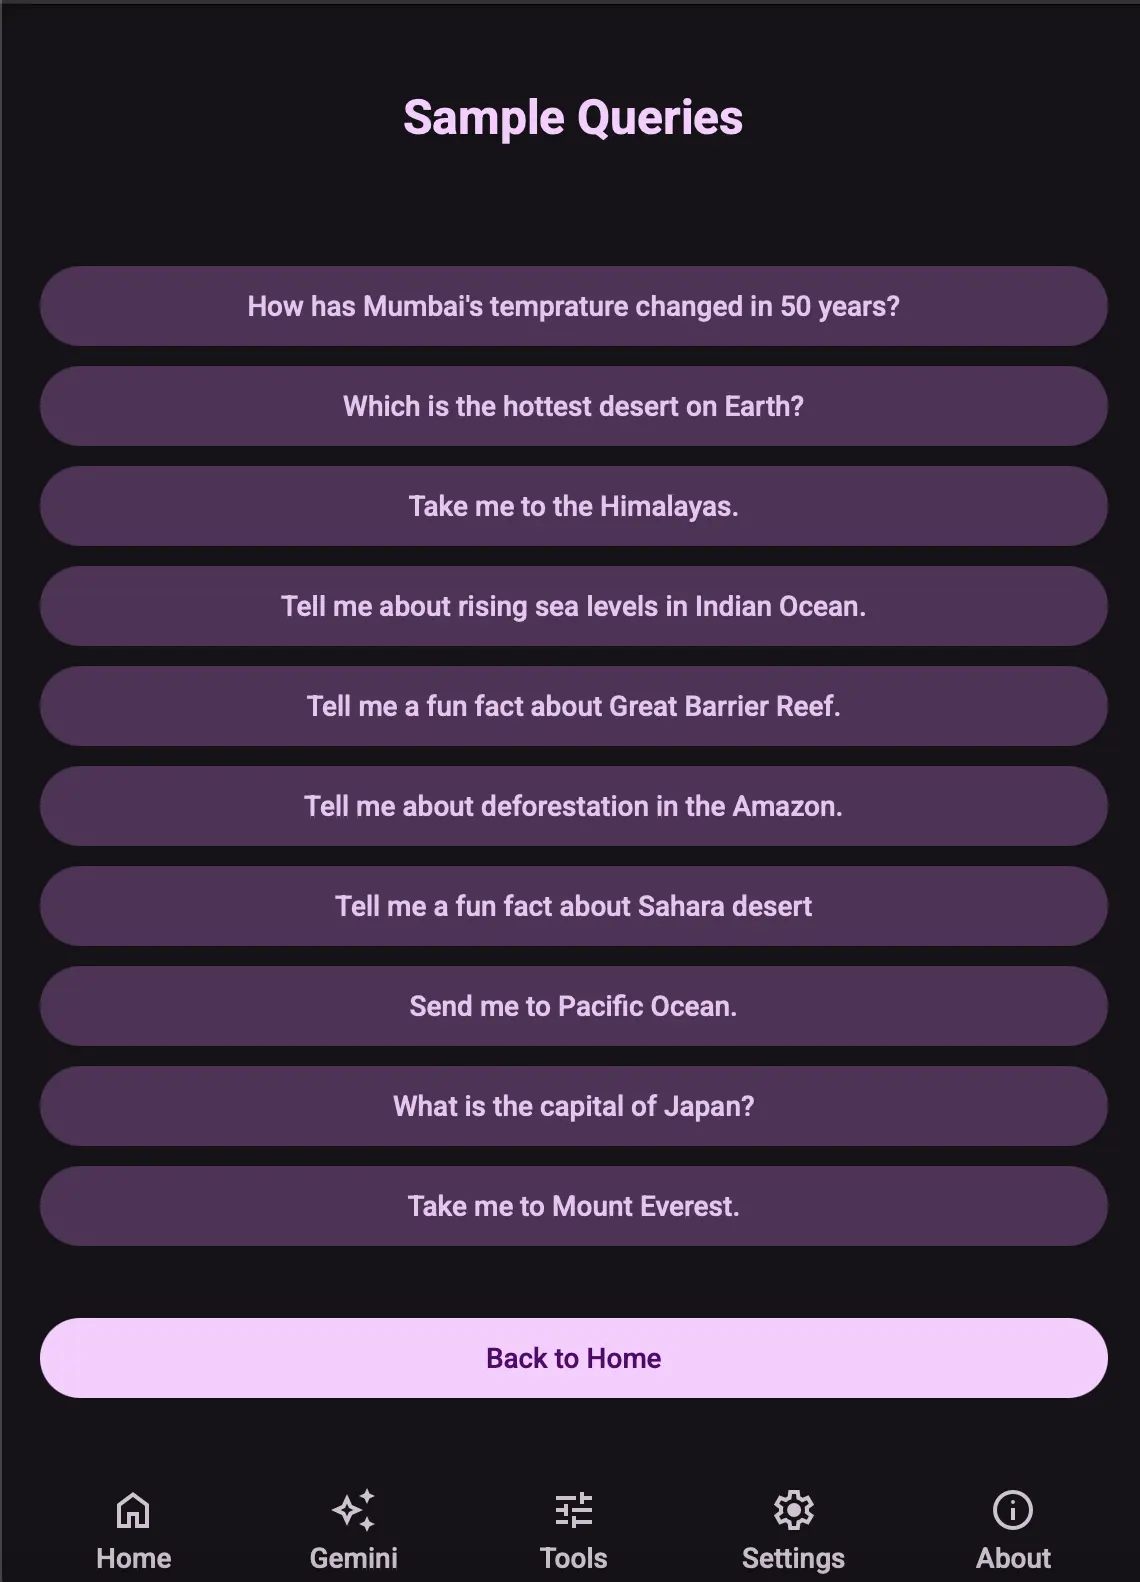 Sample Queries
How has Mumbai's temprature changed in 50 years?
Which is the hottest desert on Earth?
Take me to the Himalayas.
Tell me about rising sea levels in Indian Ocean.
Tell me a fun fact about Great Barrier Reef.
Tell me about deforestation in the Amazon.
Tell me a fun fact about Sahara desert
Send me to Pacific Ocean.
What is the capital of Japan?
Take me to Mount Everest.
Back to Home
Home Gemini Tools Settings About